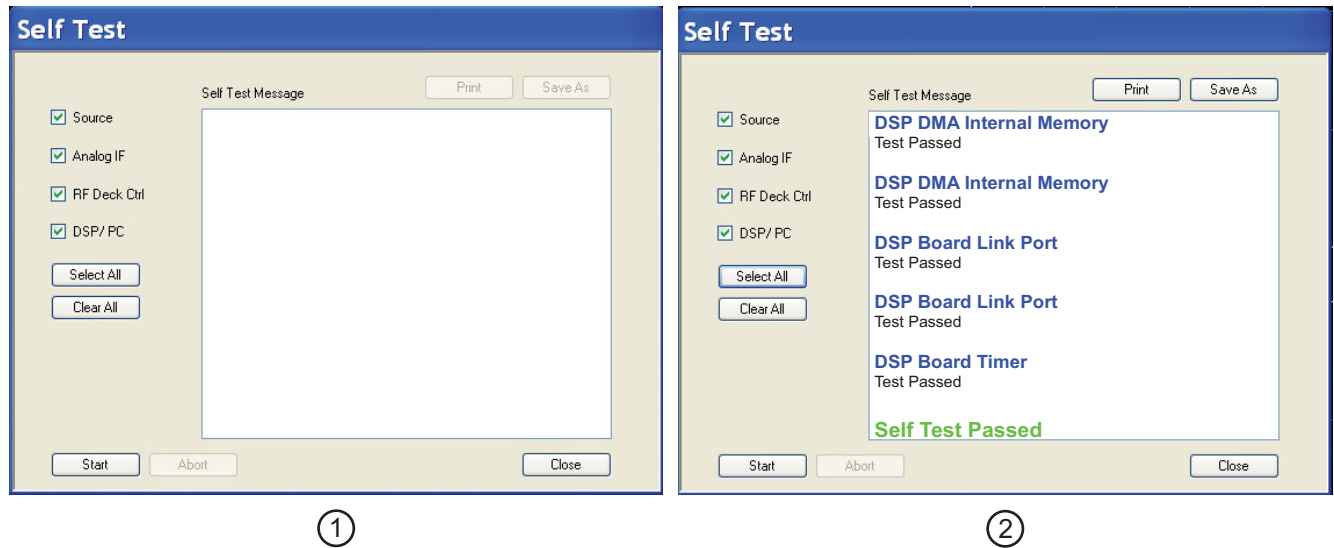 Self Test
Self Test Message
Print
Save As
Source
Analog IF
RF Deck Ctrl
DSP/ PC
Select All
Clear All
Start
Abort
Close
1
Self Test
Self Test Message
Print
Save As
Source
Analog IF
RF Deck Ctrl
DSP/ PC
Select All
Clear All
DSP DMA Internal Memory
Test Passed
DSP DMA Internal Memory
Test Passed
DSP Board Link Port
Test Passed
DSP Board Link Port
Test Passed
DSP Board Timer
Test Passed
Self Test Passed
Start
Abort
Close
2